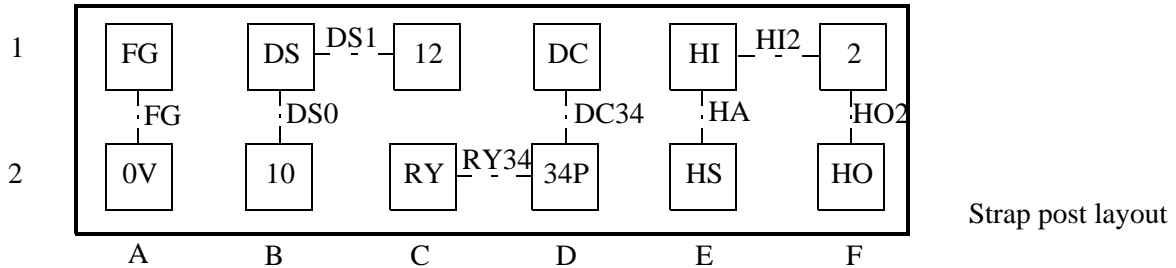 1 FG DS DS1 12 DC HI HI2 2
FG DS0 DC34 HA HO2
2 0V 10 RY RY34 34P HS HO
Strap post layout
A B C D E F